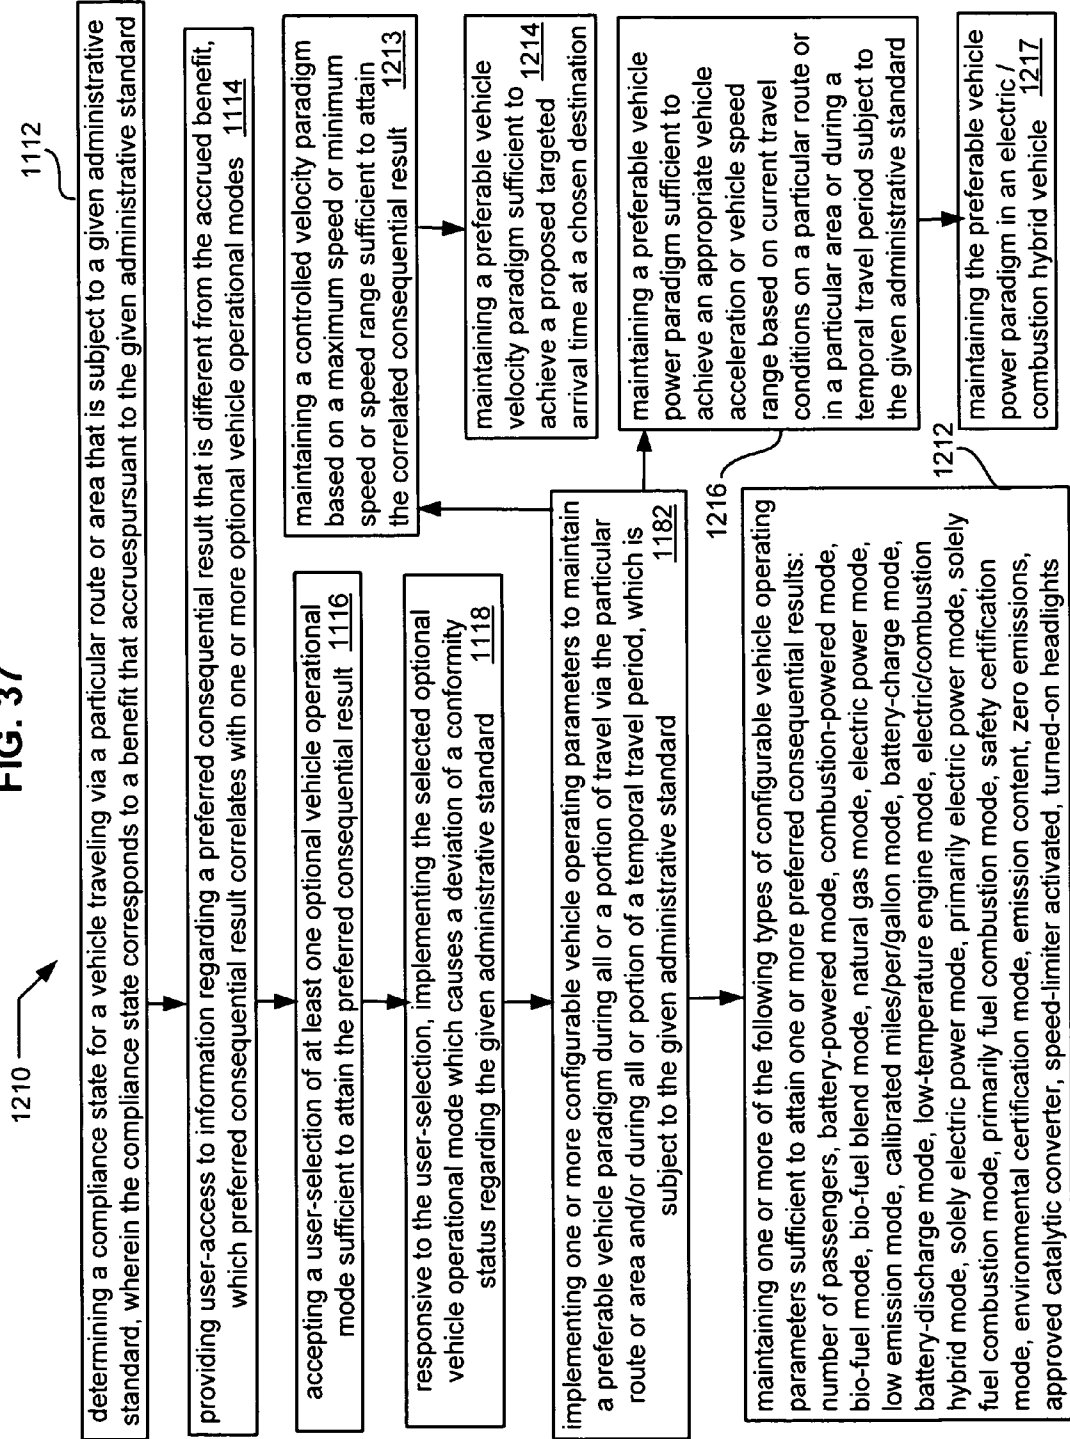 FIG. 37
1210
1112
determining a compliance state for a vehicle traveling via a particular route or area that is subject to a given administrative
standard, wherein the compliance state corresponds to a benefit that accruespursuant to the given administrative standard
providing user-access to information regarding a preferred consequential result that is different from the accrued benefit,
which preferred consequential result correlates with one or more optional vehicle operational modes 1114
accepting a user-selection of at least one optional vehicle operational
mode sufficient to attain the preferred consequential result 1116
responsive to the user-selection, implementing the selected optional
vehicle operational mode which causes a deviation of a conformity
status regarding the given administrative standard 1118
implementing one or more configurable vehicle operating parameters to maintain
a preferable vehicle paradigm during all or a portion of travel via the particular
route or area and/or during all or portion of a temporal travel period, which is
subject to the given administrative standard 1182
maintaining a controlled velocity paradigm
based on a maximum speed or minimum
speed or speed range sufficient to attain
the correlated consequential result 1213
maintaining a preferable vehicle
velocity paradigm sufficient to
achieve a proposed targeted 1214
arrival time at a chosen destination
maintaining a preferable vehicle
power paradigm sufficient to
achieve an appropriate vehicle
acceleration or vehicle speed
range based on current travel
conditions on a particular route or
in a particular area or during a
temporal travel period subject to
the given administrative standard
1216
maintaining the preferable vehicle
power paradigm in an electric /
combustion hybrid vehicle 1217
1212
maintaining one or more of the following types of configurable vehicle operating
parameters sufficient to attain one or more preferred consequential results:
number of passengers, battery-powered mode, combustion-powered mode,
bio-fuel mode, bio-fuel blend mode, natural gas mode, electric power mode,
low emission mode, calibrated miles/per/gallon mode, battery-charge mode,
battery-discharge mode, low-temperature engine mode, electric/combustion
hybrid mode, solely electric power mode, primarily electric power mode, solely
fuel combustion mode, primarily fuel combustion mode, safety certification
mode, environmental certification mode, emission content, zero emissions,
approved catalytic converter, speed-limiter activated, turned-on headlights